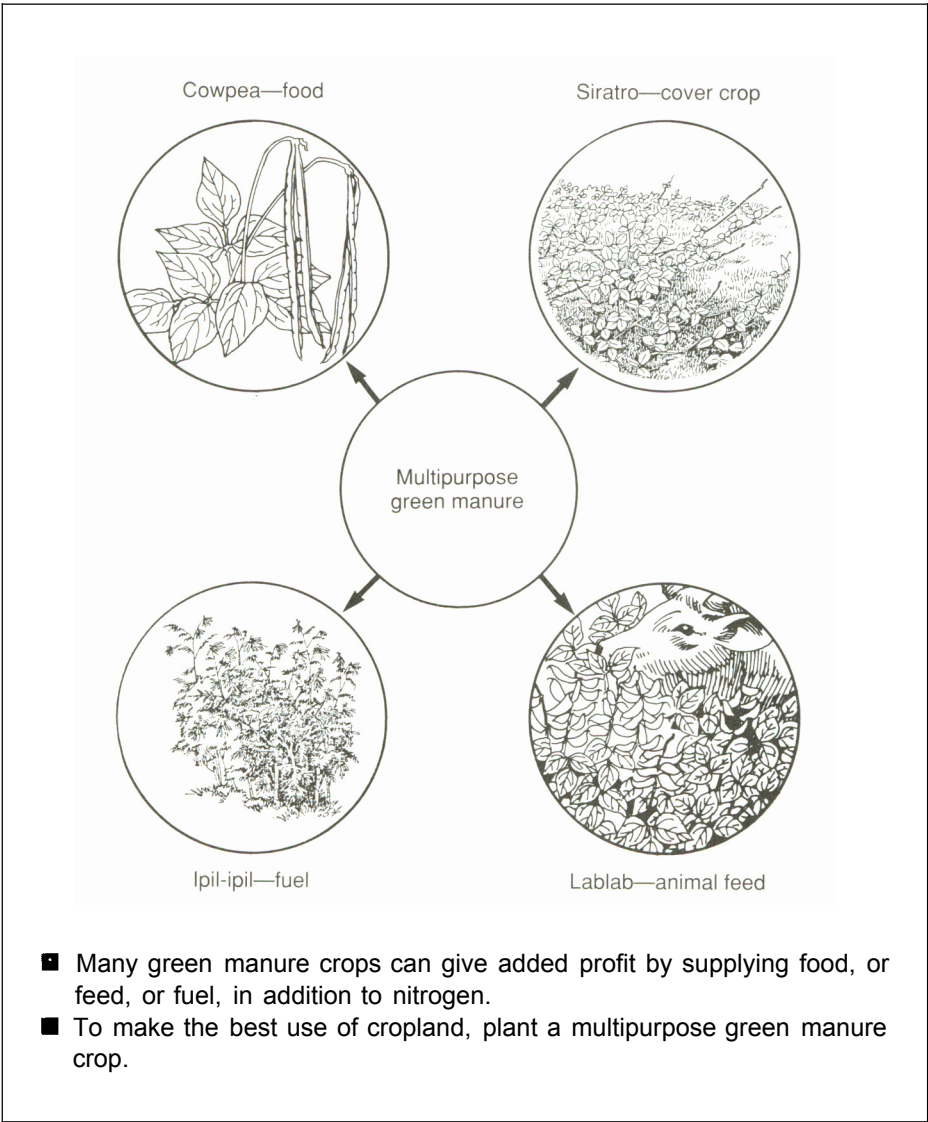 Cowpea—food
Siratro—cover crop
Multipurpose
green manure
Ipil-ipil—fuel
Lablab—animal feed
■ Many green manure crops can give added profit by supplying food, or
feed, or fuel, in addition to nitrogen.
■ To make the best use of cropland, plant a multipurpose green manure
crop.